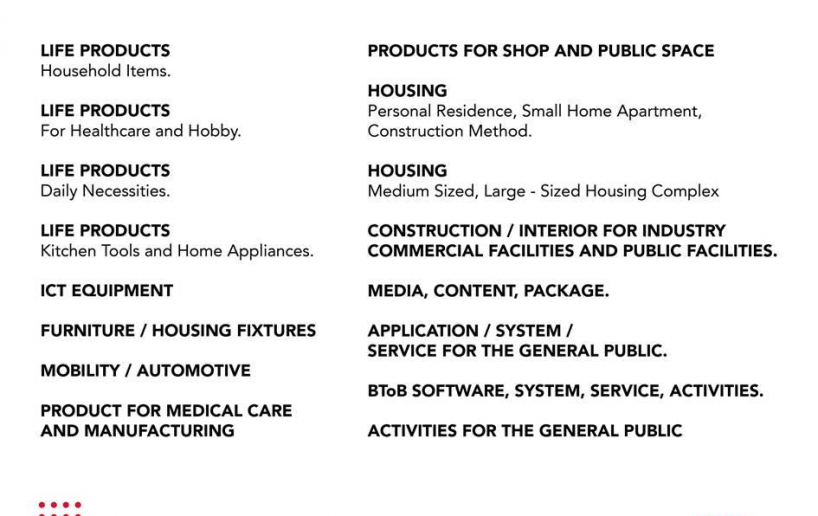 LIFE PRODUCTS
Household Items.
LIFE PRODUCTS
For Healthcare and Hobby.
LIFE PRODUCTS
Daily Necessities.
LIFE PRODUCTS
Kitchen Tools and Home Appliances.
ICT EQUIPMENT
FURNITURE / HOUSING FIXTURES
MOBILITY / AUTOMOTIVE
PRODUCT FOR MEDICAL CARE
AND MANUFACTURING
PRODUCTS FOR SHOP AND PUBLIC SPACE
HOUSING
Personal Residence, Small Home Apartment,
Construction Method.
HOUSING
Medium Sized, Large - Sized Housing Complex
CONSTRUCTION / INTERIOR FOR INDUSTRY
COMMERCIAL FACILITIES AND PUBLIC FACILITIES.
MEDIA, CONTENT, PACKAGE.
APPLICATION / SYSTEM /
SERVICE FOR THE GENERAL PUBLIC.
BToB SOFTWARE, SYSTEM, SERVICE, ACTIVITIES.
ACTIVITIES FOR THE GENERAL PUBLIC